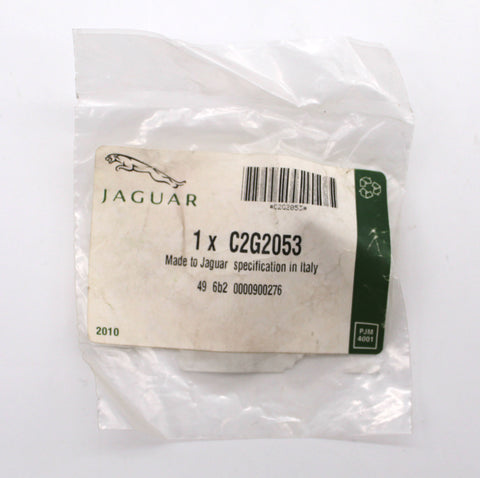 JAGUAR
*C2G2053*
1 x C2G2053
Made to Jaguar specification in Italy
49 6b2 0000900276
2010
PJM
4001